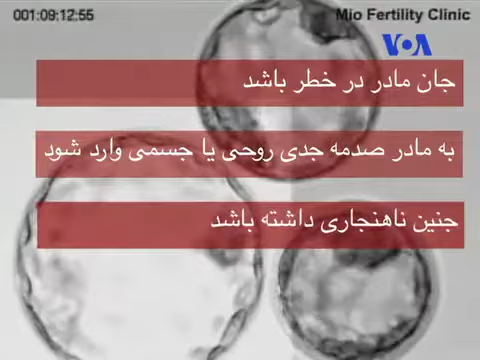 001:09:12:55
Mio Fertility Clinic
VOA
جان مادر در خطر باشد
به مادر صدمه جدی روحی یا جسمی وارد شود
جنین ناهنجاری داشته باشد